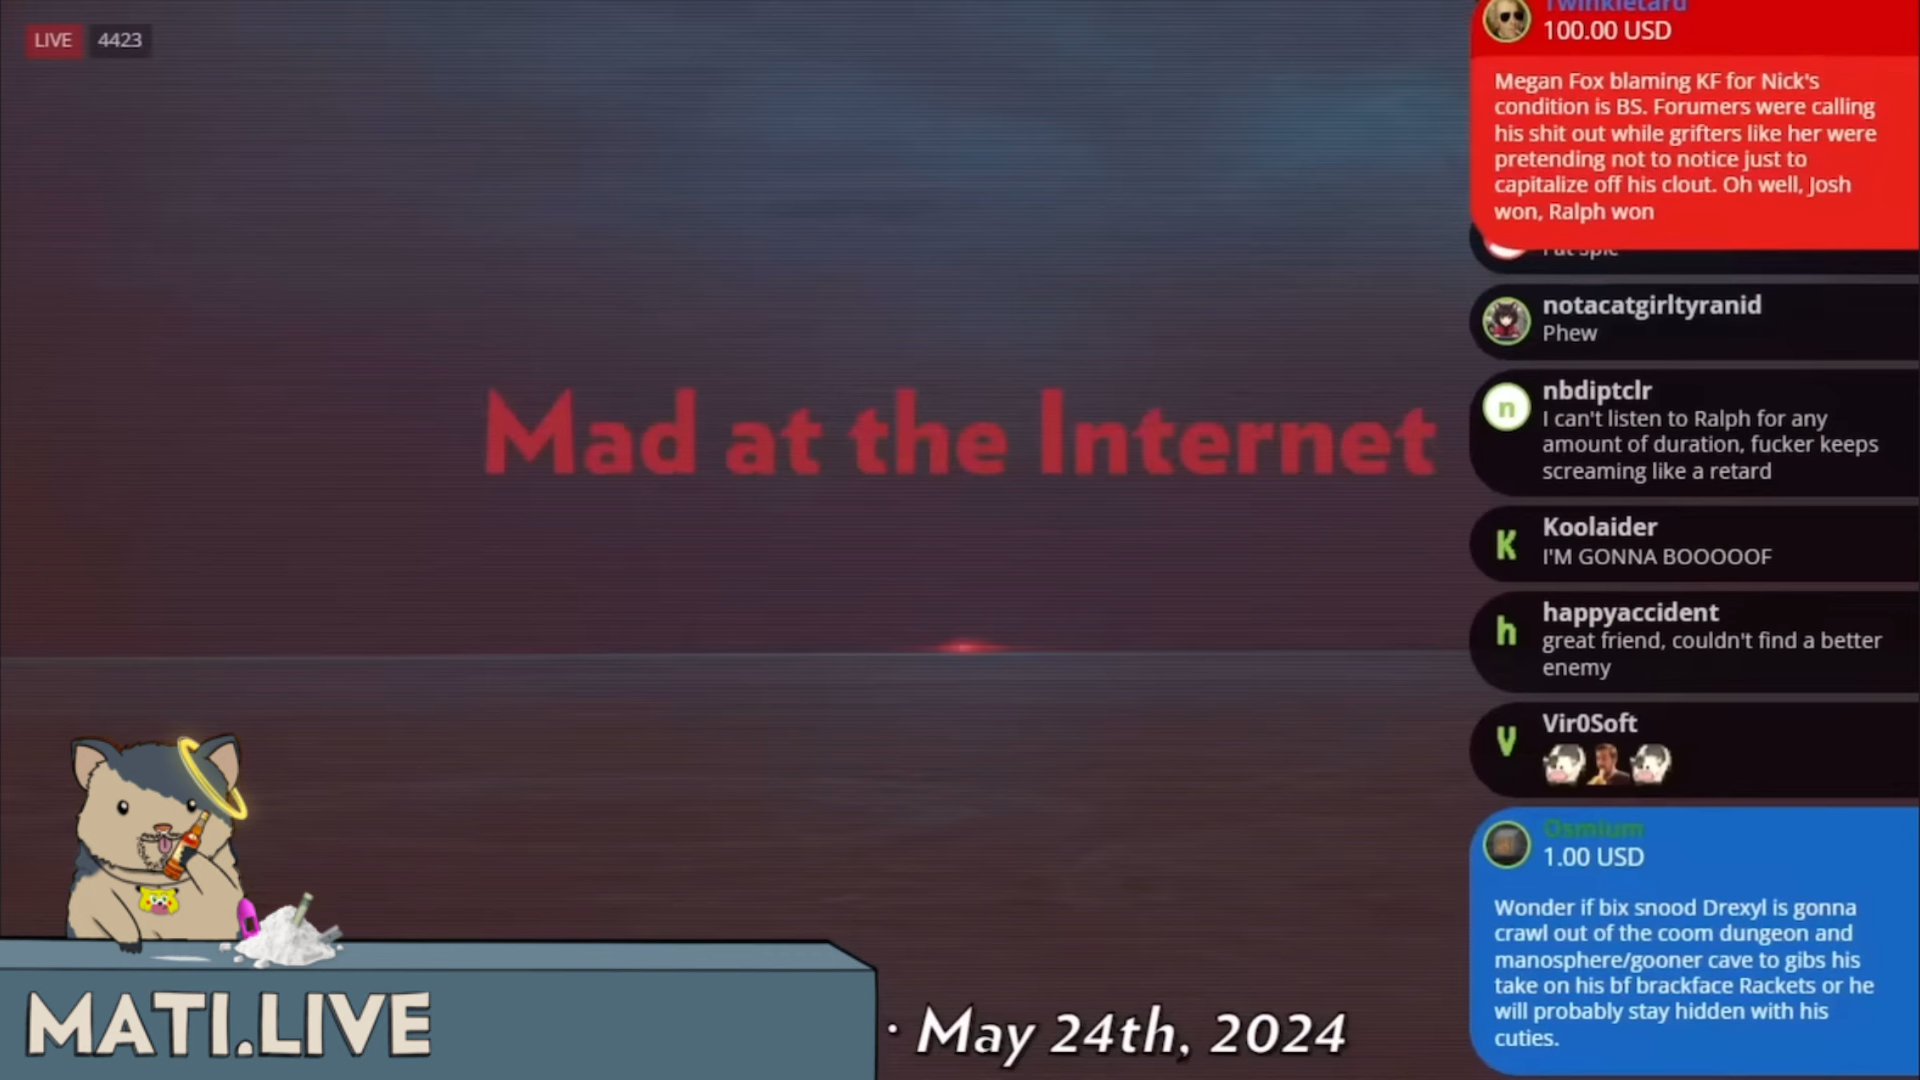 LIVE 4423
Mad at the Internet
MATI.LIVE
· May 24th, 2024
Twinkletard
100.00 USD
Megan Fox blaming KF for Nick's
condition is BS. Forumers were calling
his shit out while grifters like her were
pretending not to notice just to
capitalize off his clout. Oh well, Josh
won, Ralph won
Fat spic
notacatgirltyranid
Phew
n
nbdiptclr
I can't listen to Ralph for any
amount of duration, fucker keeps
screaming like a retard
K
Koolaider
I'M GONNA BOOOOOF
h
happyaccident
great friend, couldn't find a better
enemy
V
Vir0Soft
Osmium
1.00 USD
Wonder if bix snood Drexyl is gonna
crawl out of the coom dungeon and
manosphere/gooner cave to gibs his
take on his bf brackface Rackets or he
will probably stay hidden with his
cuties.